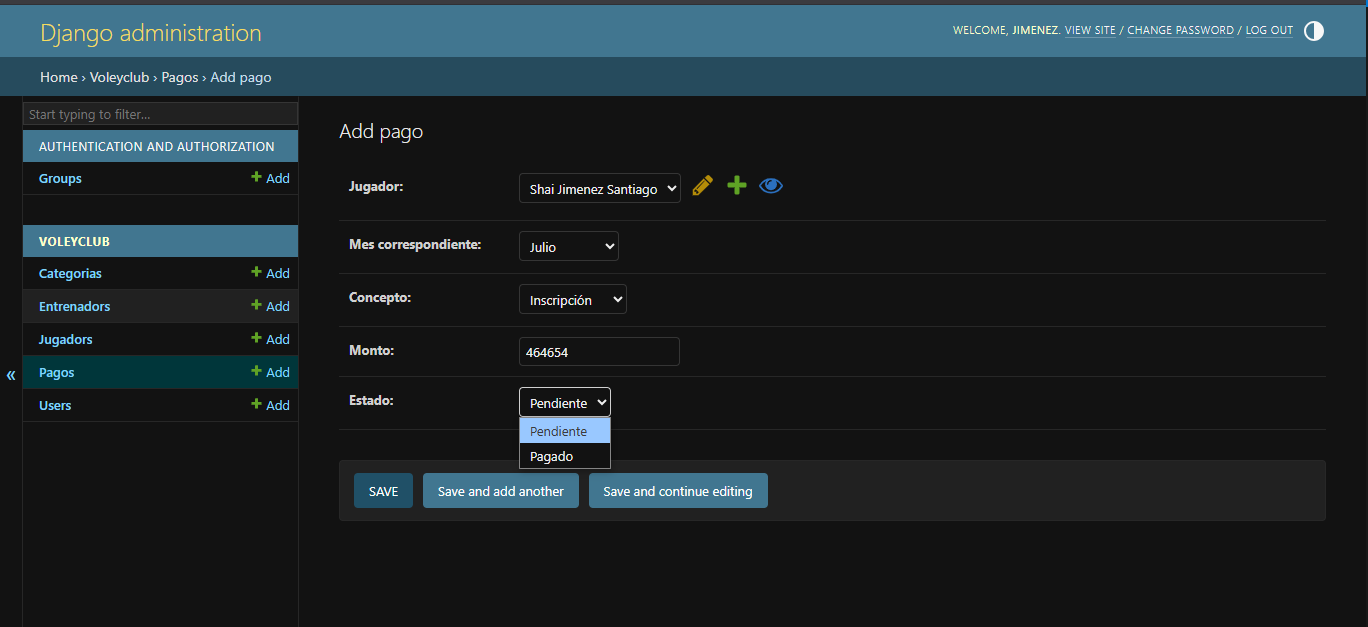 Django administration
WELCOME, JIMENEZ. VIEW SITE / CHANGE PASSWORD / LOG OUT
Home › Voleyclub › Pagos › Add pago
Start typing to filter...
AUTHENTICATION AND AUTHORIZATION
Groups + Add
VOLEYCLUB
Categorias + Add
Entrenadors + Add
Jugadors + Add
Pagos + Add
Users + Add
«
Add pago
Jugador: Shai Jimenez Santiago
Mes correspondiente: Julio
Concepto: Inscripción
Monto: 464654
Estado: Pendiente
Pendiente
Pagado
SAVE Save and add another Save and continue editing